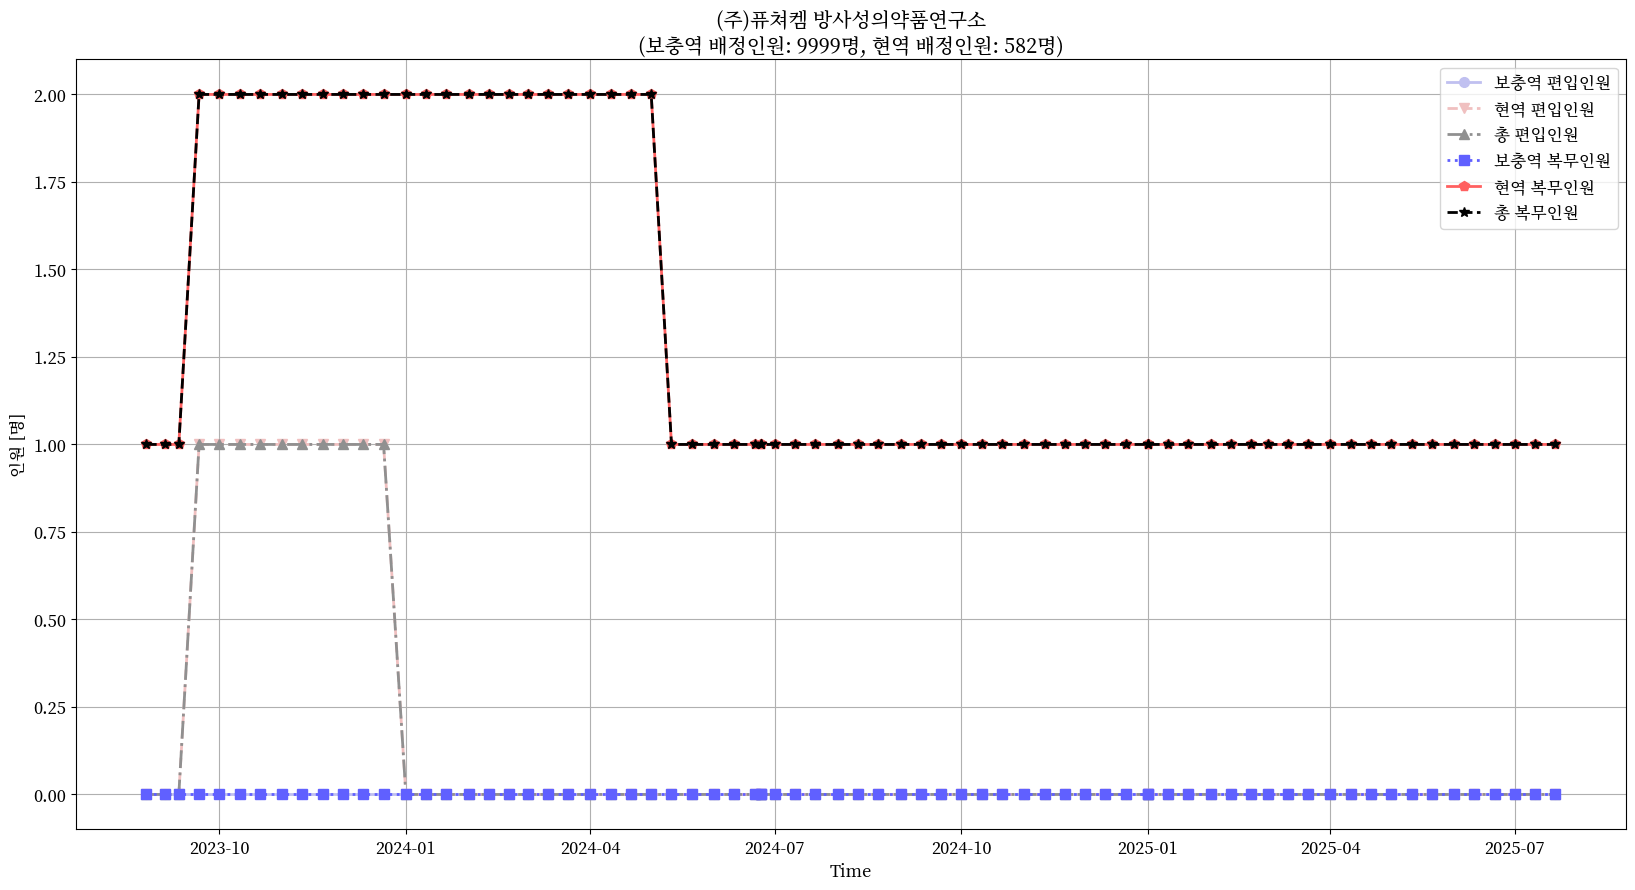 (주)퓨쳐켐 방사성의약품연구소
(보충역 배정인원: 9999명, 현역 배정인원: 582명)
보충역 편입인원
현역 편입인원
총 편입인원
보충역 복무인원
현역 복무인원
총 복무인원
인원 [명]
2.00
1.75
1.50
1.25
1.00
0.75
0.50
0.25
0.00
2023-10
2024-01
2024-04
2024-07
2024-10
2025-01
2025-04
2025-07
Time